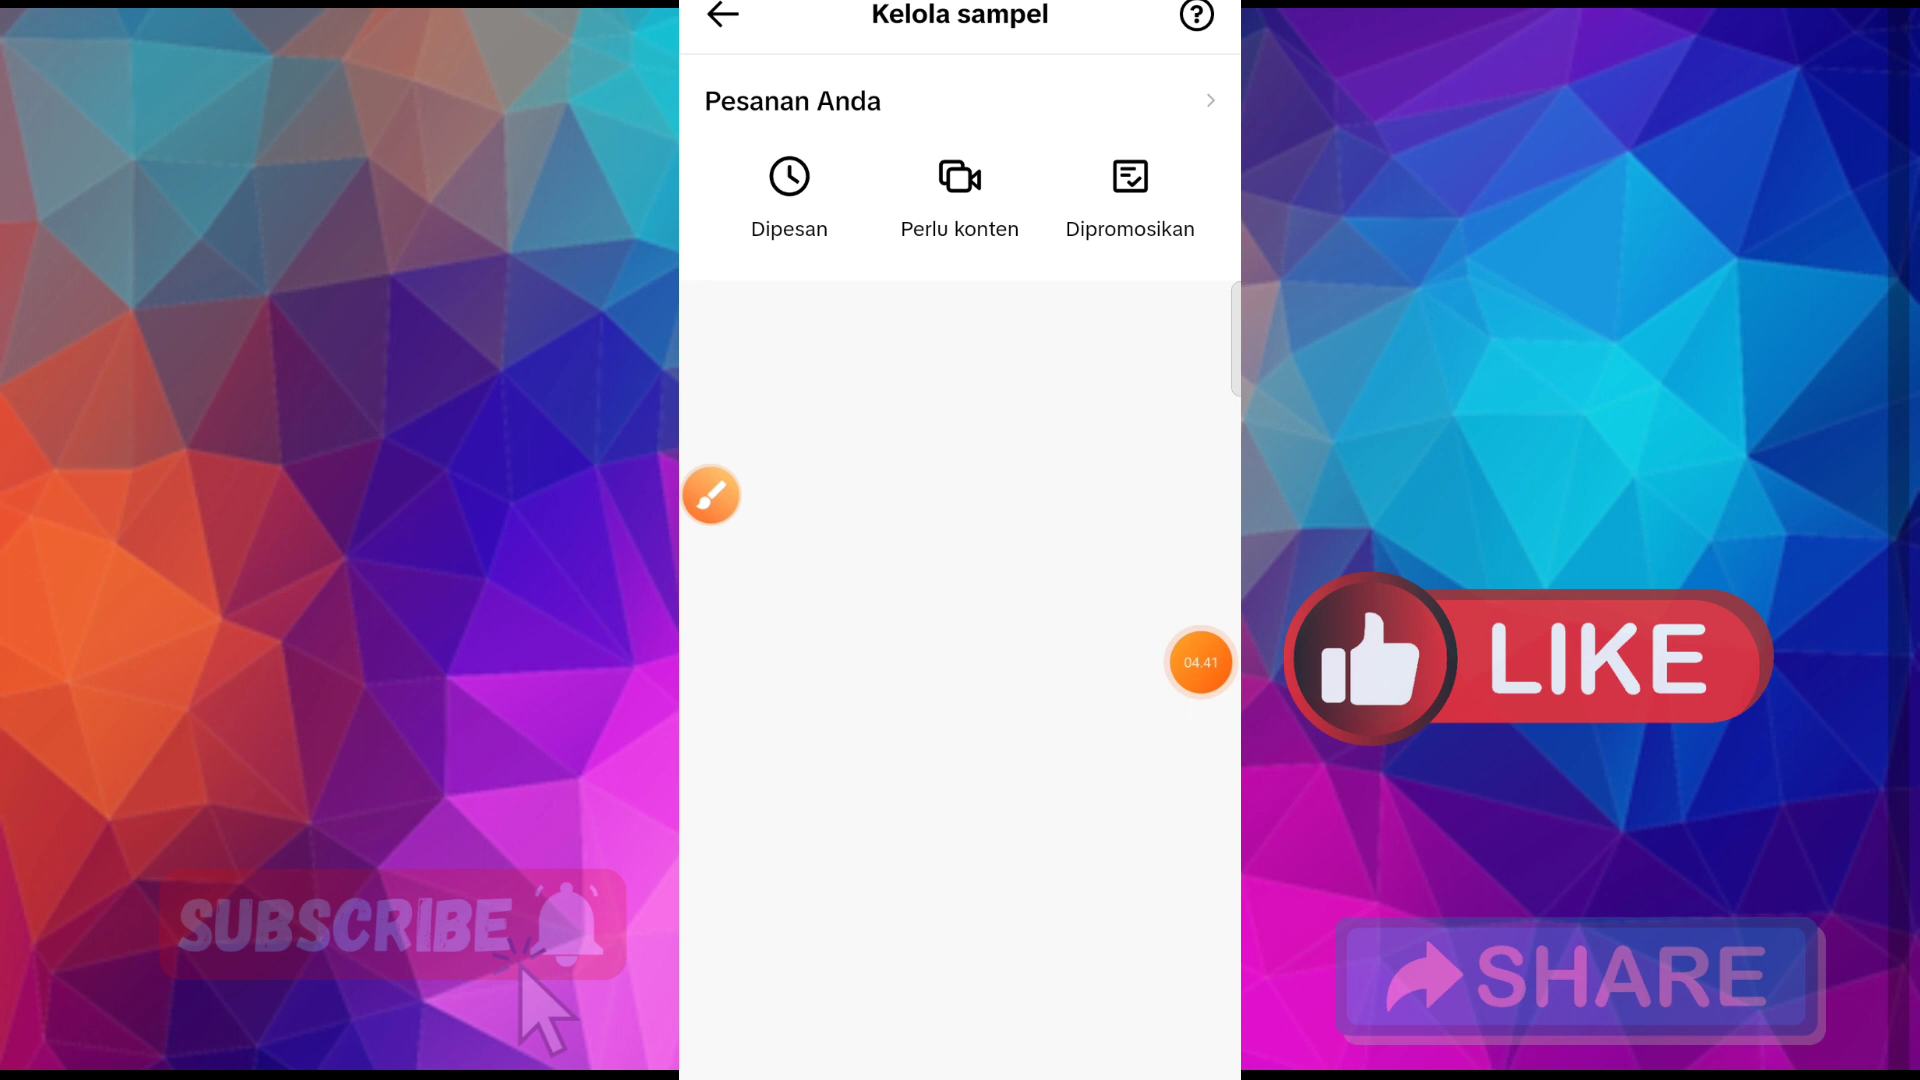 Kelola sampel
Pesanan Anda
Dipesan
Perlu konten
Dipromosikan
04.41
LIKE
SUBSCRIBE
SHARE